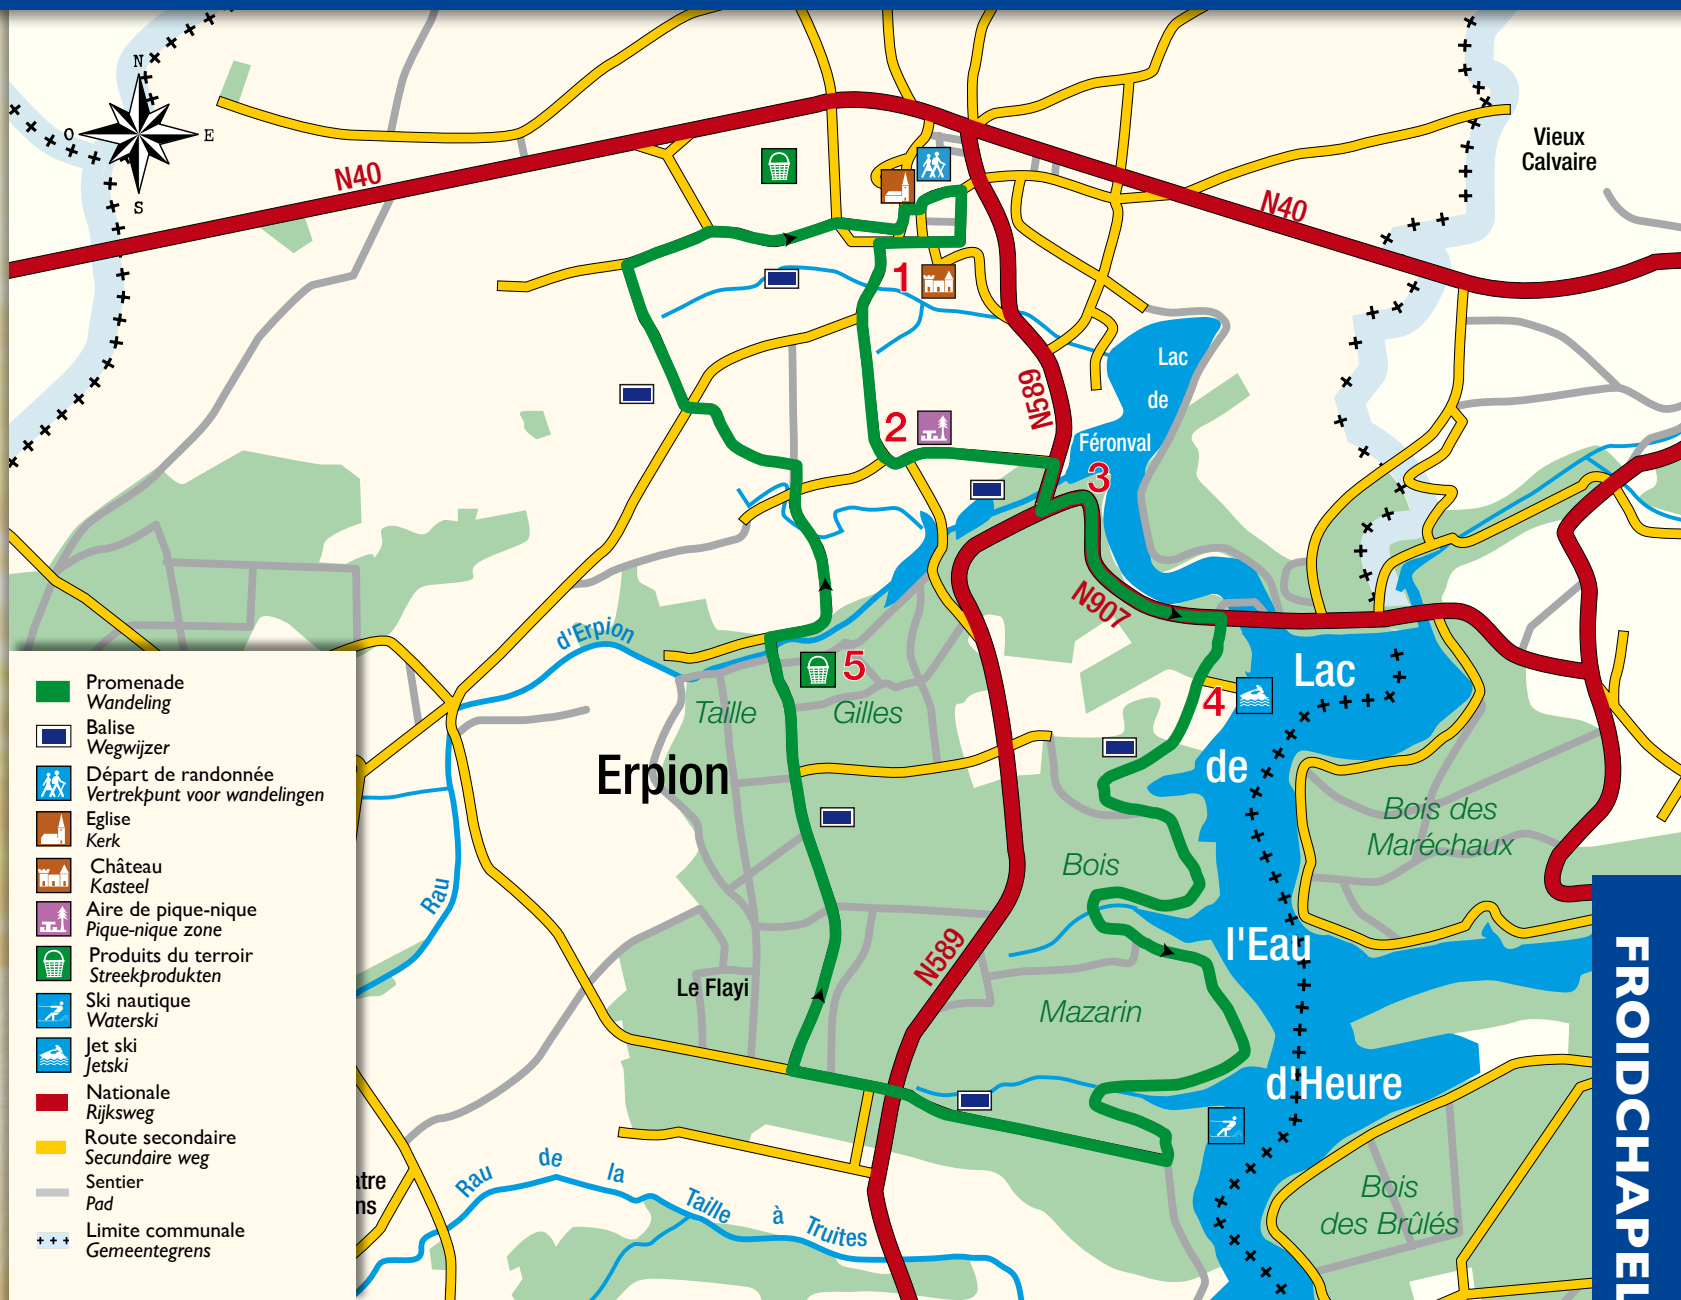 N
O
E
S
N40
N40
Vieux
Calvaire
1
N589
Lac
de
Féronval
2
3
N907
d'Erpion
5
4
Taille
Gilles
Erpion
Lac
de
l'Eau
d'Heure
Bois des
Maréchaux
Bois
Mazarin
Rau
Le Flayi
N589
Rau de la Taille à Truites
Bois
des Brûlés
FROIDCHAPEL
Promenade
Wandeling
Balise
Wegwijzer
Départ de randonnée
Vertrekpunt voor wandelingen
Eglise
Kerk
Château
Kasteel
Aire de pique-nique
Pique-nique zone
Produits du terroir
Streekprodukten
Ski nautique
Waterski
Jet ski
Jetski
Nationale
Rijksweg
Route secondaire
Secundaire weg
Sentier
Pad
Limite communale
Gemeentegrens